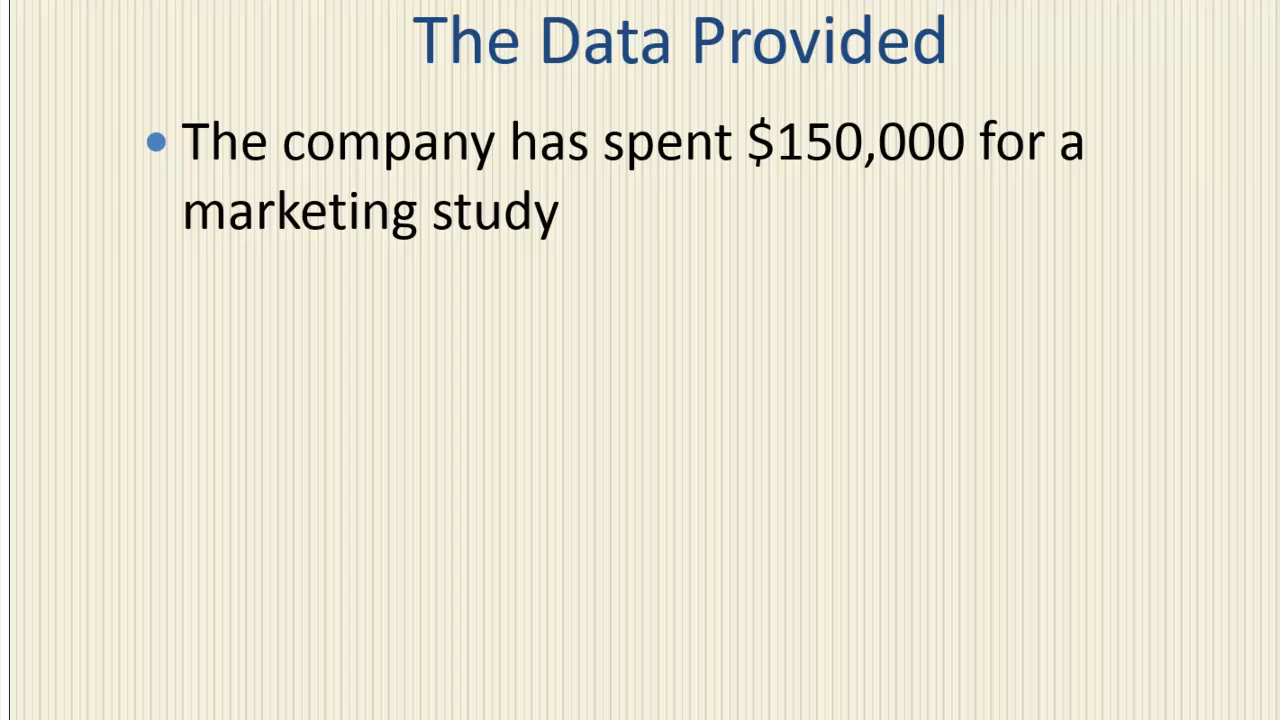 The Data Provided
• The company has spent $150,000 for a
marketing study